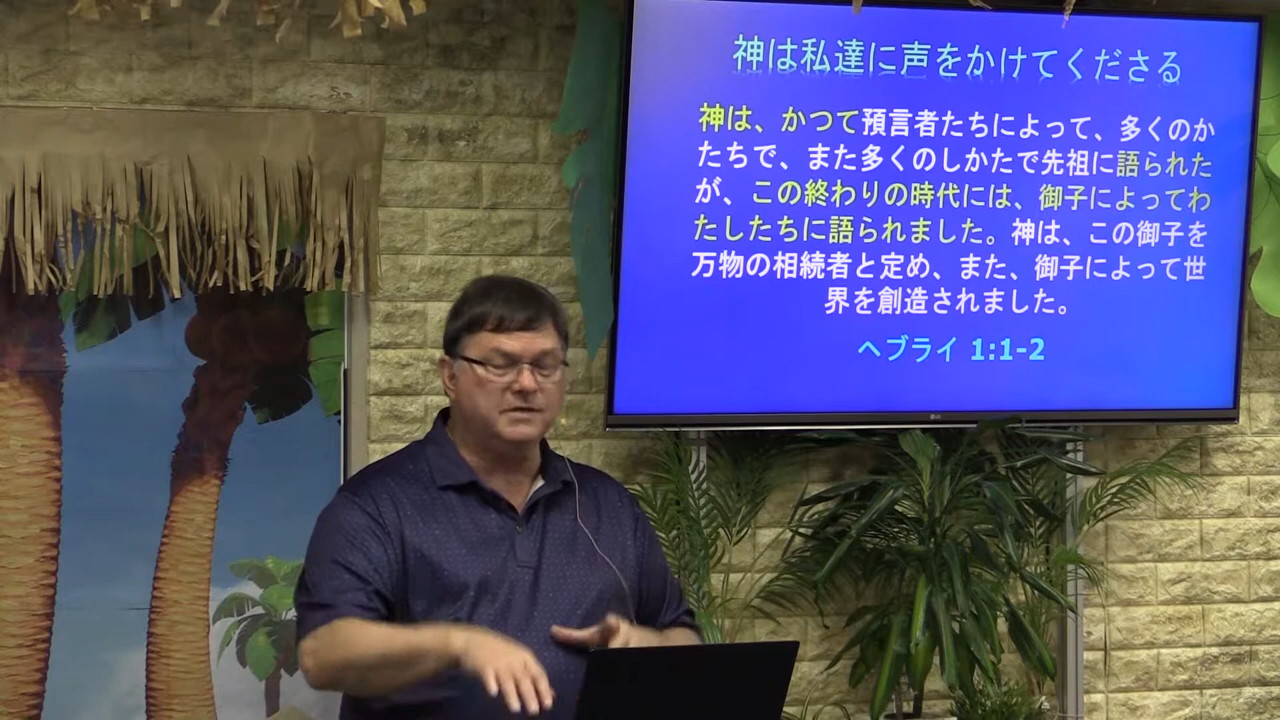 神は私達に声をかけてくださる
神は、かつて預言者たちによって、多くのか
たちで、また多くのしかたで先祖に語られた
が、この終わりの時代には、御子によってわ
たしたちに語られました。神は、この御子を
万物の相続者と定め、また、御子によって世
界を創造されました。
ヘブライ 1:1-2
LG